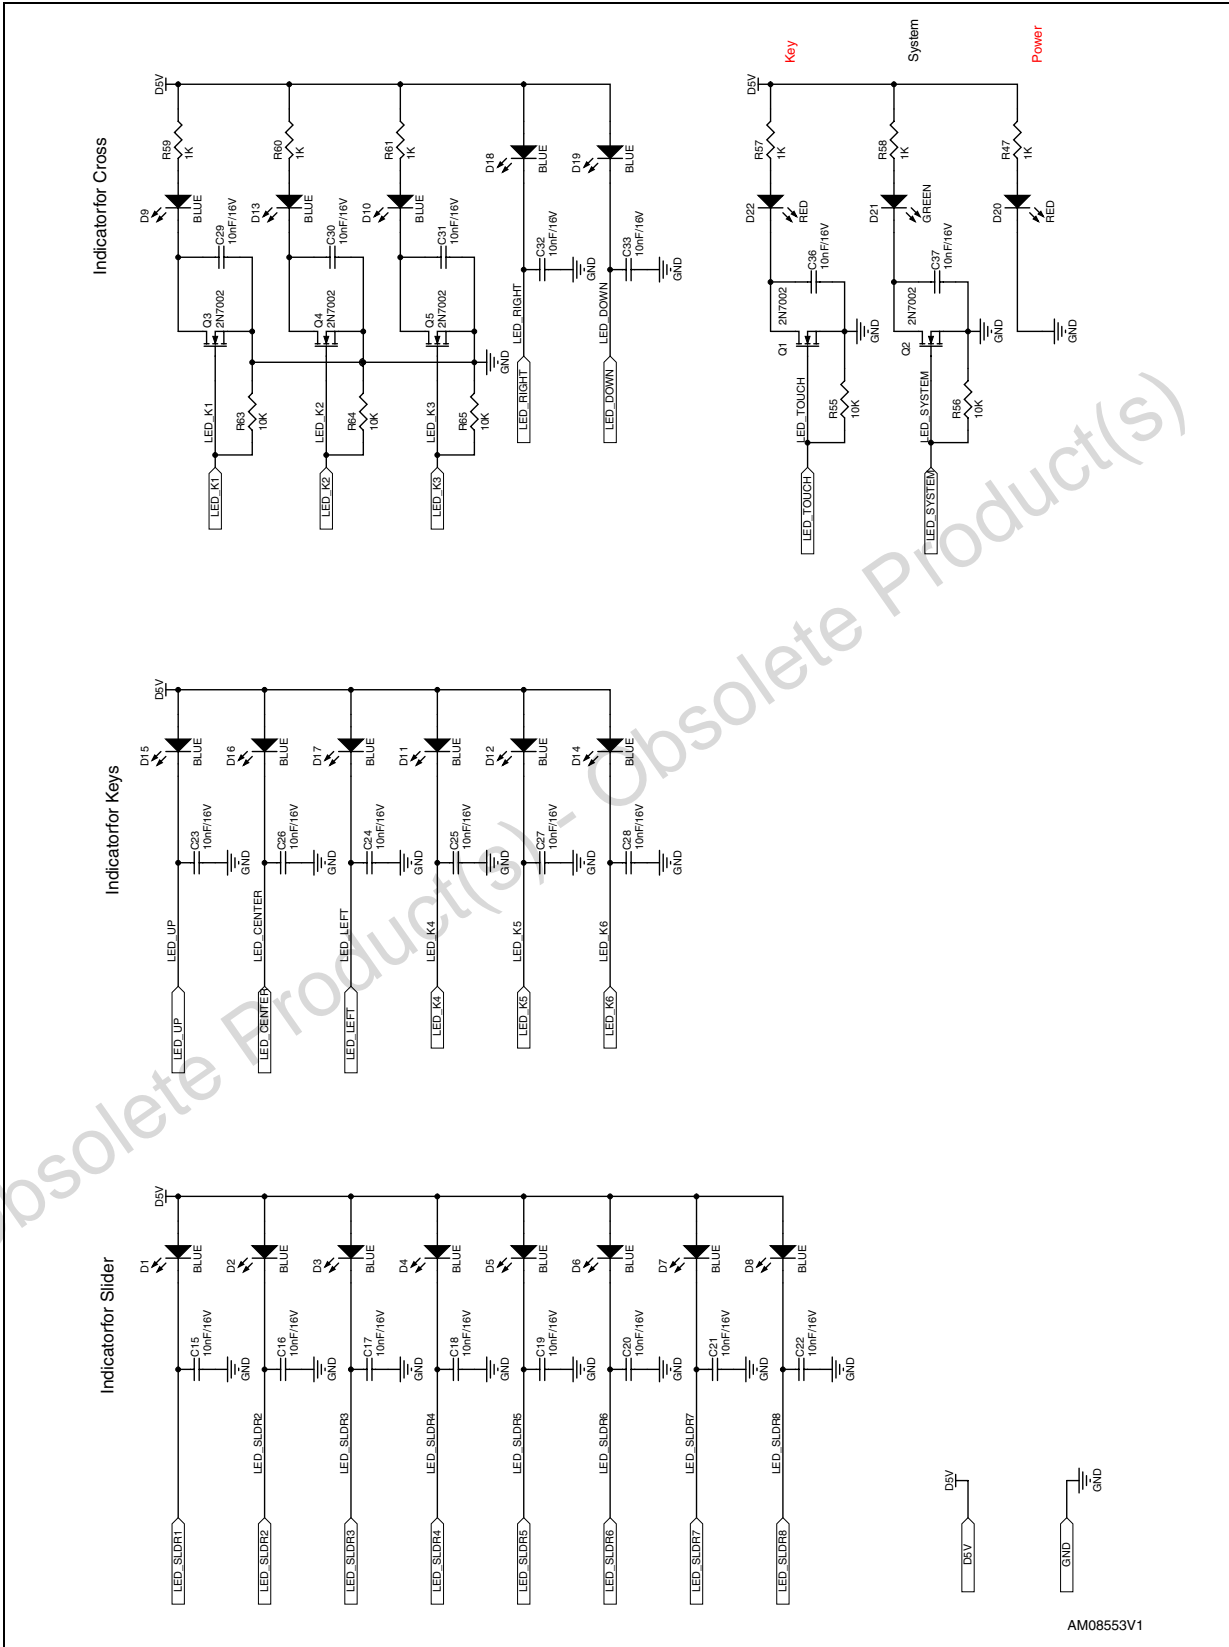 Indicatorfor Cross
D5V
R59
1K
D9
BLUE
C29
10nF/16V
Q3
2N7002
R63
10K
LED_K1
LED_K1
R60
1K
D13
BLUE
C30
10nF/16V
Q4
2N7002
R64
10K
LED_K2
LED_K2
R61
1K
D10
BLUE
C31
10nF/16V
Q5
2N7002
R65
10K
LED_K3
LED_K3
GND
D18
BLUE
C32
10nF/16V
GND
LED_RIGHT
LED_RIGHT
D19
BLUE
C33
10nF/16V
GND
LED_DOWN
LED_DOWN
Key
System
Power
D5V
R57
1K
D22
RED
C36
10nF/16V
2N7002
Q1
GND
R55
10K
LED_TOUCH
LED_TOUCH
R58
1K
D21
GREEN
C37
10nF/16V
2N7002
Q2
GND
R56
10K
LED_SYSTEM
LED_SYSTEM
R47
1K
D20
RED
GND
Indicatorfor Keys
D5V
D15
BLUE
C23
10nF/16V
GND
LED_UP
LED_UP
D16
BLUE
C26
10nF/16V
GND
LED_CENTER
LED_CENTER
D17
BLUE
C24
10nF/16V
GND
LED_LEFT
LED_LEFT
D11
BLUE
C25
10nF/16V
GND
LED_K4
LED_K4
D12
BLUE
C27
10nF/16V
GND
LED_K5
LED_K5
D14
BLUE
C28
10nF/16V
GND
LED_K6
LED_K6
Indicatorfor Slider
D5V
D1
BLUE
C15
10nF/16V
GND
LED_SLDR1
D2
BLUE
C16
10nF/16V
GND
LED_SLDR2
LED_SLDR2
D3
BLUE
C17
10nF/16V
GND
LED_SLDR3
LED_SLDR3
D4
BLUE
C18
10nF/16V
GND
LED_SLDR4
LED_SLDR4
D5
BLUE
C19
10nF/16V
GND
LED_SLDR5
LED_SLDR5
D6
BLUE
C20
10nF/16V
GND
LED_SLDR6
LED_SLDR6
D7
BLUE
C21
10nF/16V
GND
LED_SLDR7
LED_SLDR7
D8
BLUE
C22
10nF/16V
GND
LED_SLDR8
LED_SLDR8
D5V
D5V
GND
GND
AM08553V1
bsolete Product(s) - Obsolete Product(s)